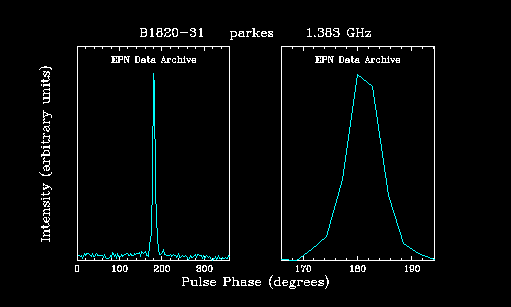 B1820-31 parkes 1.383 GHz
EPN Data Archive EPN Data Archive
Intensity (arbitrary units)
0 100 200 300 170 180 190
Pulse Phase (degrees)